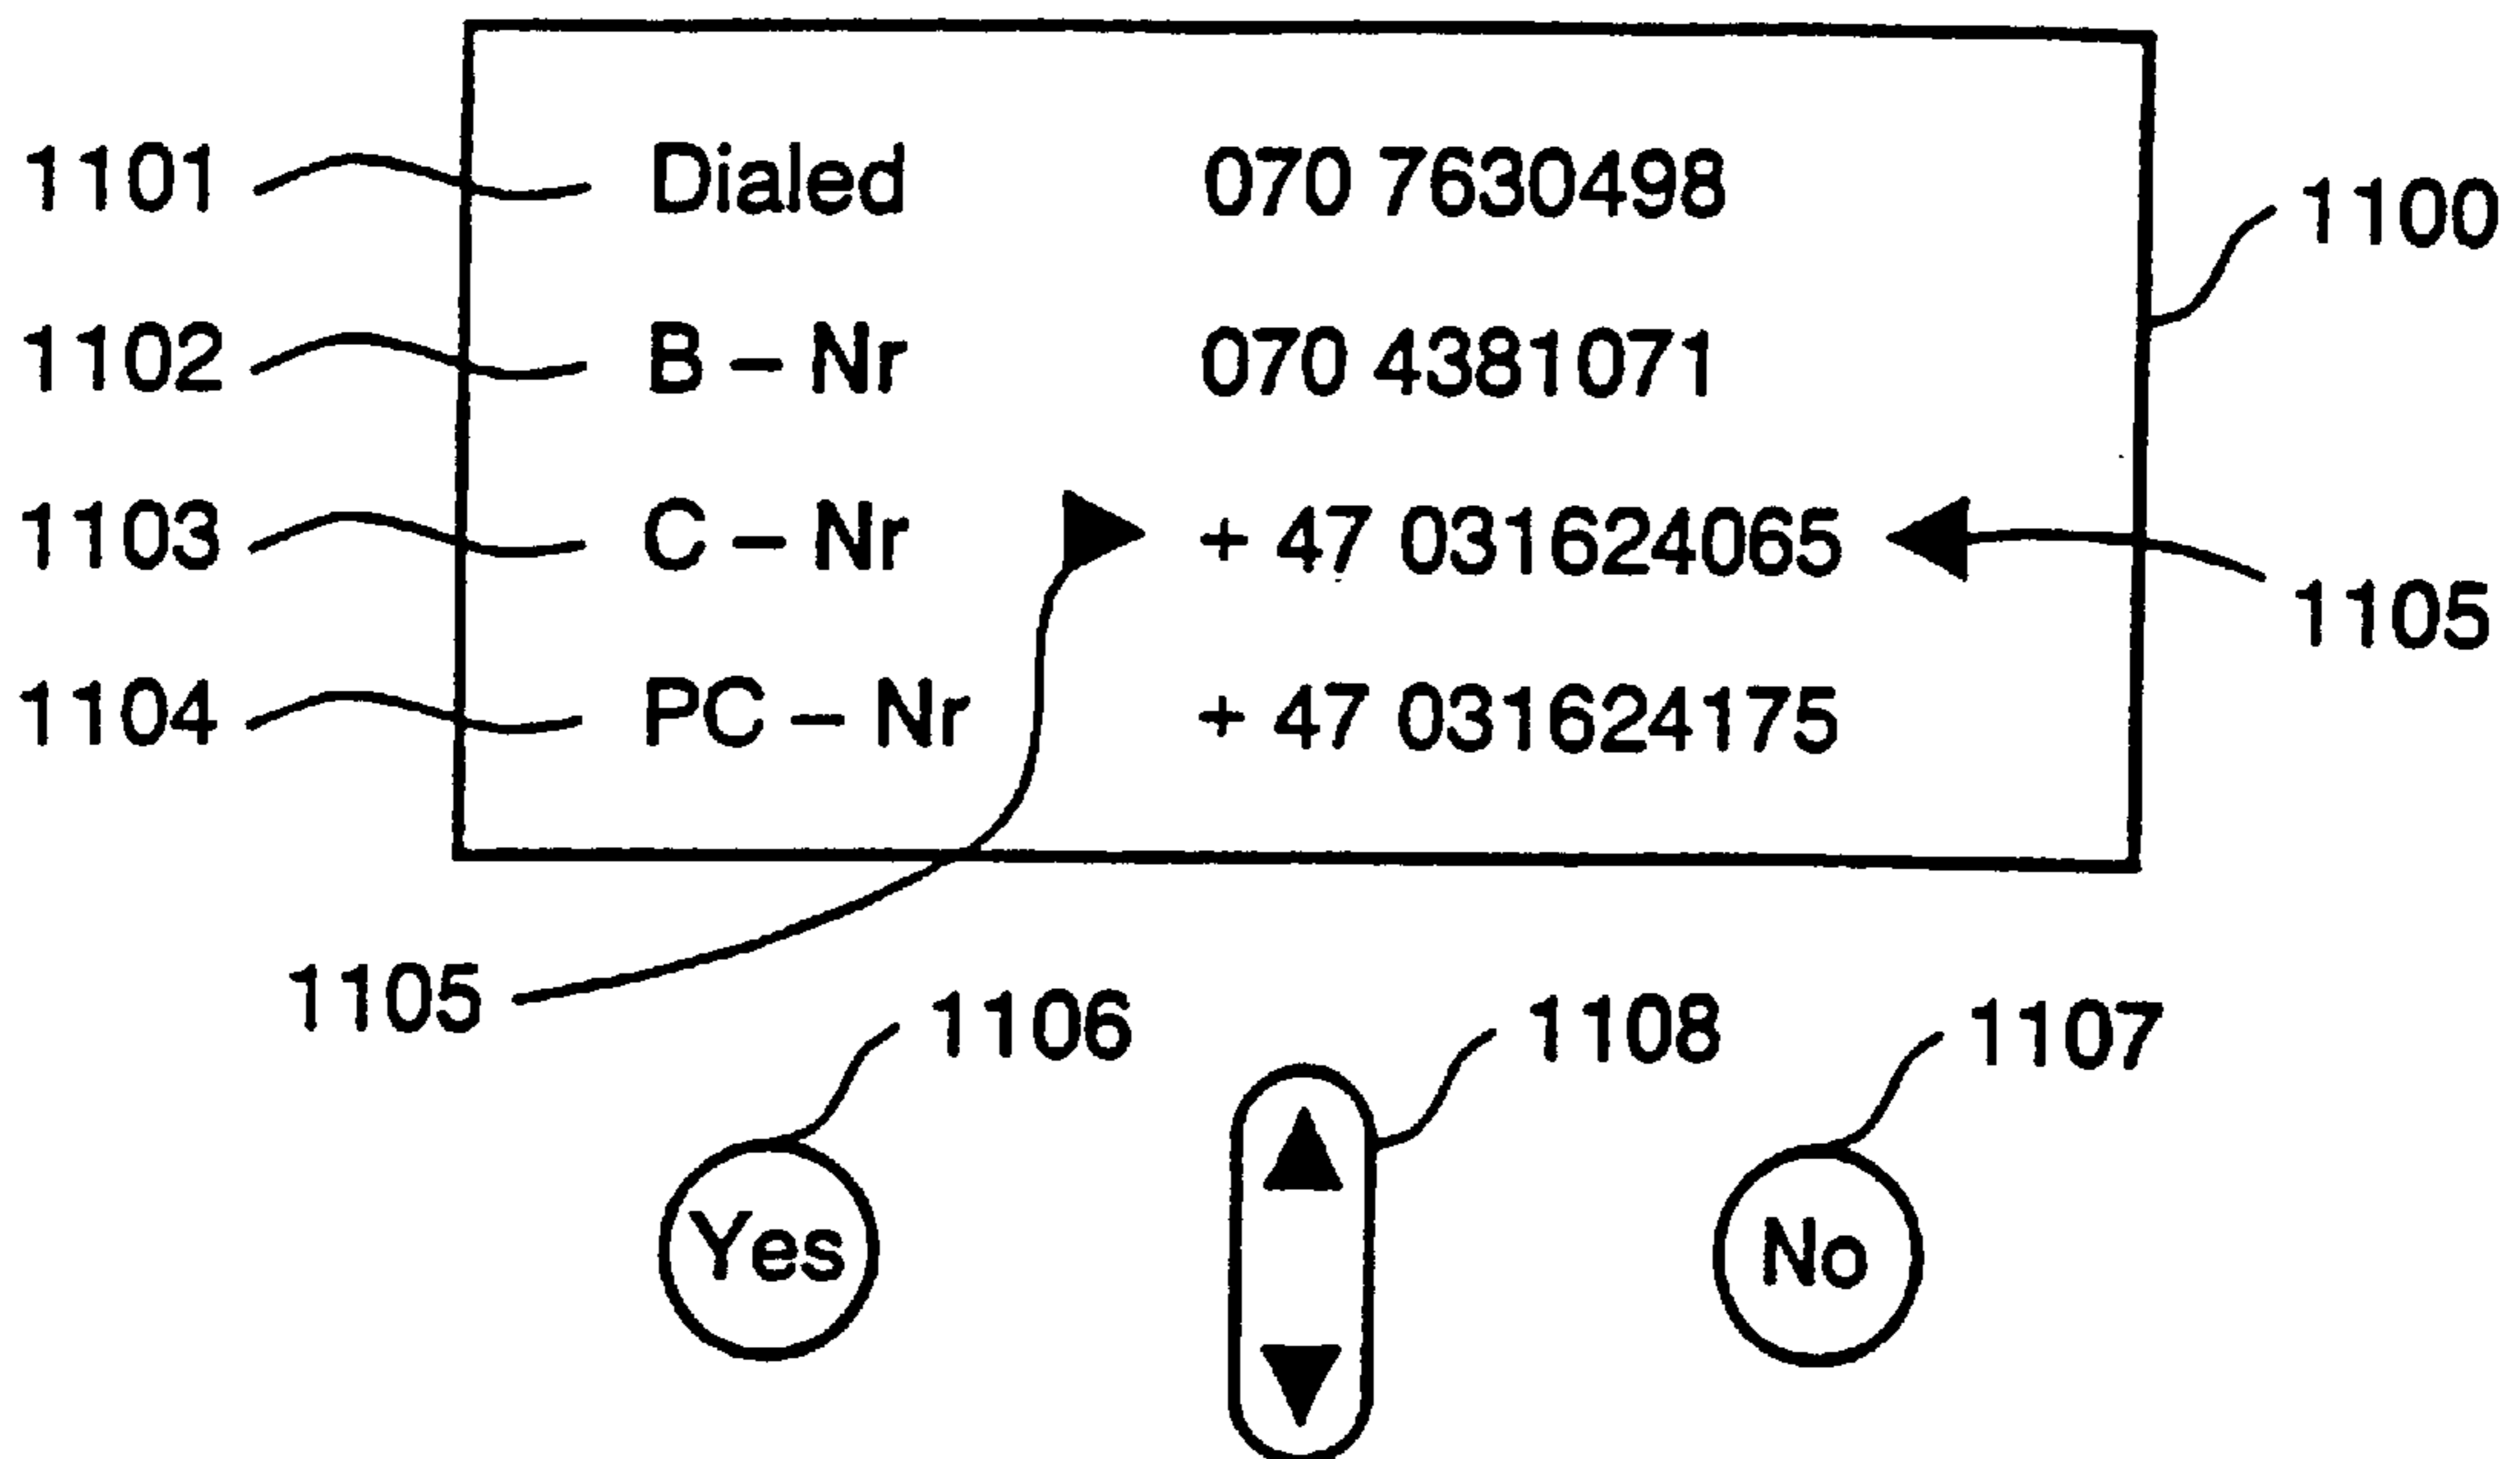 1101 Dialed 070 7630498
1100
1102 B – Nr 070 4381071
1103 C – Nr + 47 031624065
1105
1104 PC – Nr + 47 031624175
1105
1106 1108 1107
Yes No